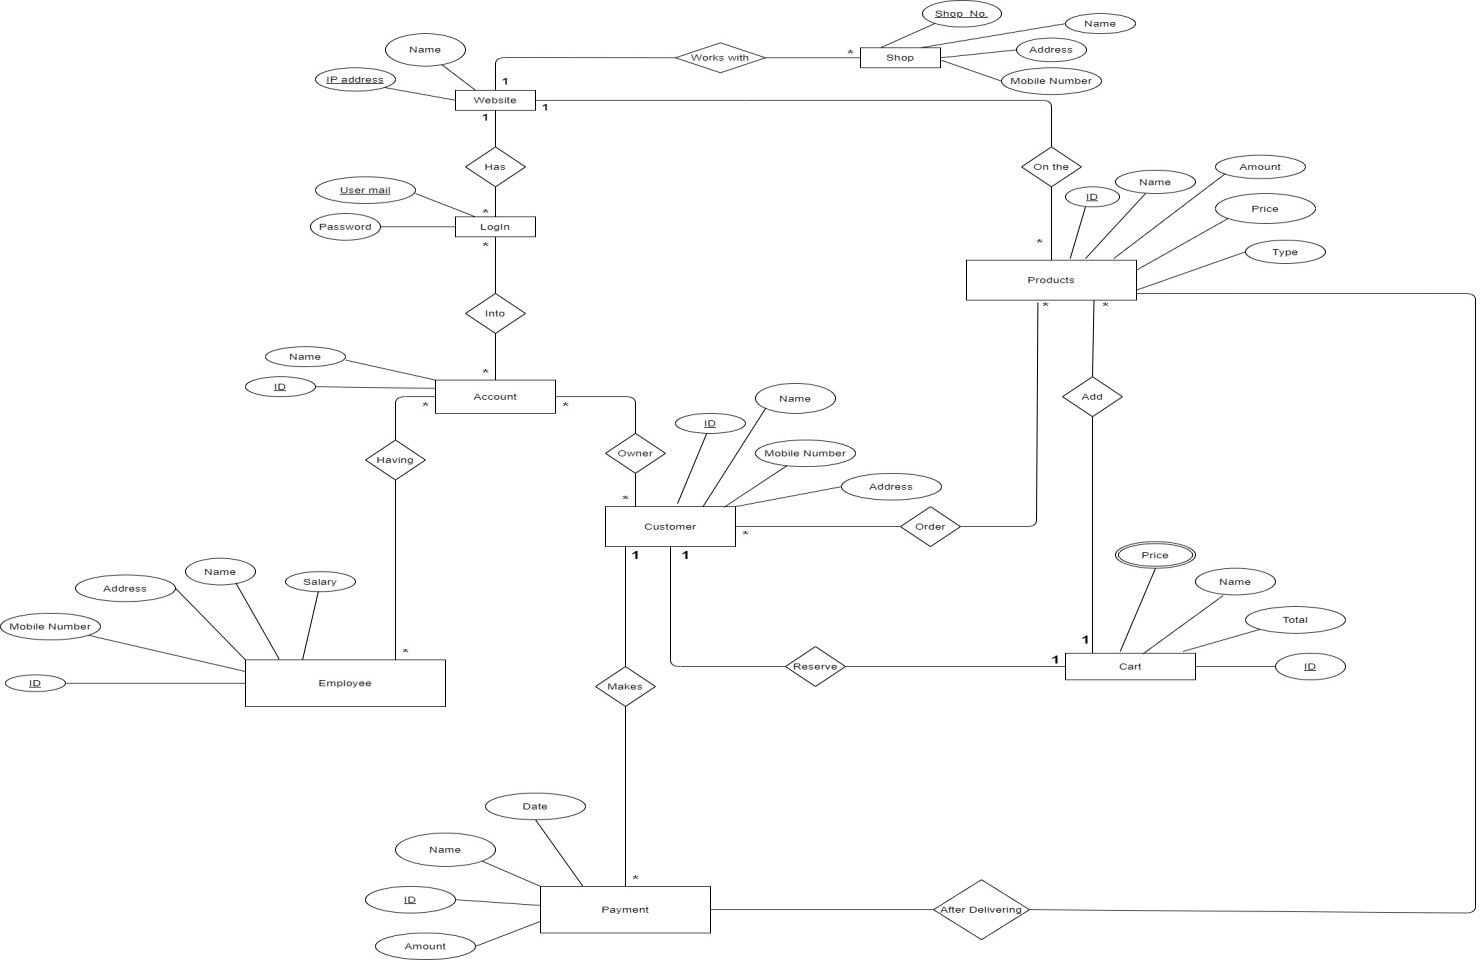 Shop_No.
Name
Name
Works with
*
Shop
Address
IP address
1
Mobile Number
Website
1
1
Has
On the
Amount
Name
User mail
ID
Price
*
Password
LogIn
*
*
Type
Products
*
*
Into
Name
*
ID
Account
Add
*
*
Name
ID
Owner
Mobile Number
Having
Address
*
Customer
Order
*
1
1
Price
Name
Salary
Name
Address
Total
Mobile Number
1
*
1
Reserve
Cart
ID
ID
Employee
Makes
Date
Name
*
ID
Payment
After Delivering
Amount